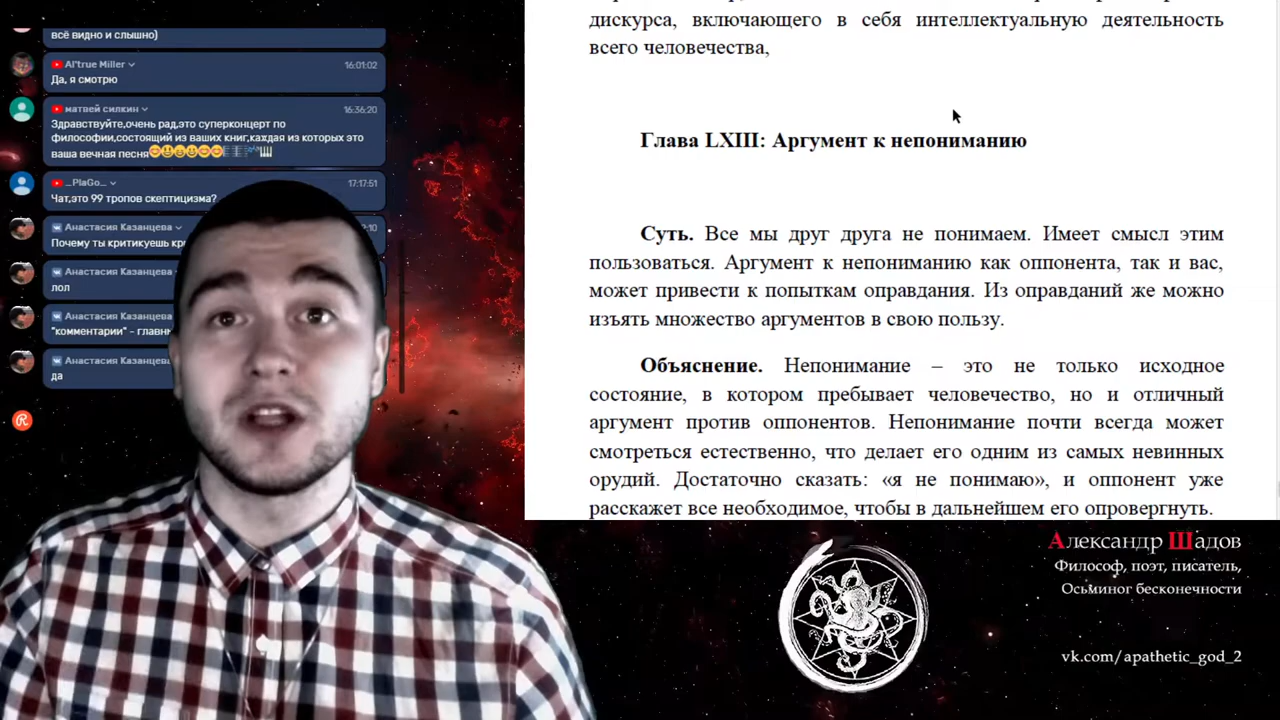 всё видно и слышно)
Al'true Miller
16:01:02
Да, я смотрю
матвей силкин
16:36:20
Здравствуйте,очень рад,это суперконцерт по
философии,состоящий из ваших книг,каждая из которых это
ваша вечная песня
_PlaGo_
17:17:51
Чат,это 99 тропов скептицизма?
Анастасия Казанцева
Почему ты критикуешь
Анастасия Казанцева
лол
Анастасия Казанцева
"комментарии" -
Анастасия Казанцева
да
дискурса, включающего в себя интеллектуальную деятельность
всего человечества,
Глава LXIII: Аргумент к непониманию
Суть. Все мы друг друга не понимаем. Имеет смысл этим
пользоваться. Аргумент к непониманию как оппонента, так и вас,
может привести к попыткам оправдания. Из оправданий же можно
изъять множество аргументов в свою пользу.
Объяснение. Непонимание – это не только исходное
состояние, в котором пребывает человечество, но и отличный
аргумент против оппонентов. Непонимание почти всегда может
смотреться естественно, что делает его одним из самых невинных
орудий. Достаточно сказать: «я не понимаю», и оппонент уже
расскажет все необходимое, чтобы в дальнейшем его опровергнуть.
Александр Шадов
Философ, поэт, писатель,
Осьминог бесконечности
vk.com/apathetic_god_2